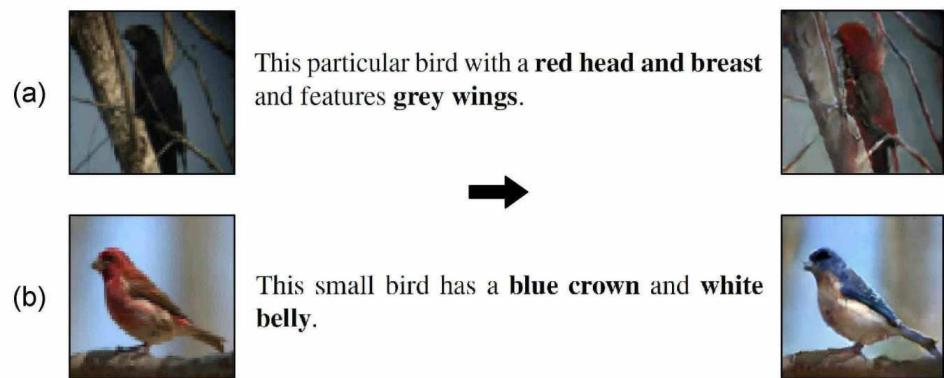 (a)
This particular bird with a red head and breast
and features grey wings.
(b)
This small bird has a blue crown and white
belly.